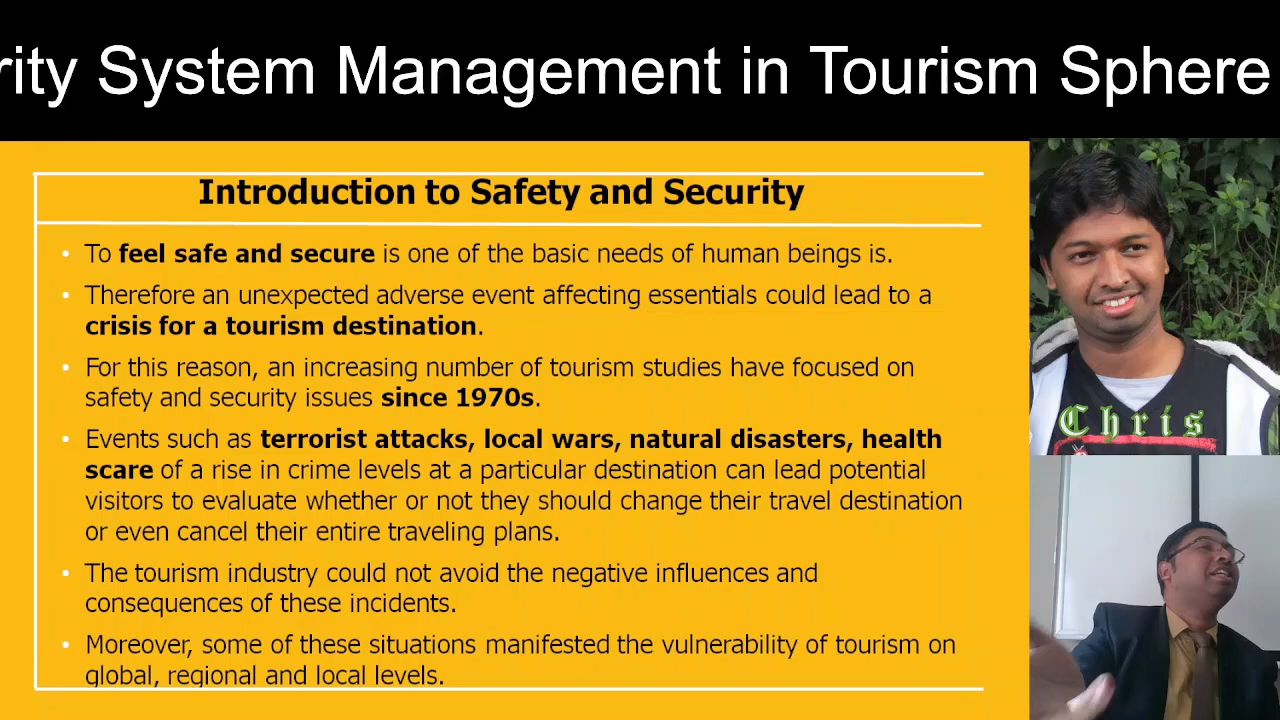 rity System Management in Tourism Sphere
Introduction to Safety and Security
• To feel safe and secure is one of the basic needs of human beings is.
• Therefore an unexpected adverse event affecting essentials could lead to a
crisis for a tourism destination.
• For this reason, an increasing number of tourism studies have focused on
safety and security issues since 1970s.
• Events such as terrorist attacks, local wars, natural disasters, health
scare of a rise in crime levels at a particular destination can lead potential
visitors to evaluate whether or not they should change their travel destination
or even cancel their entire traveling plans.
• The tourism industry could not avoid the negative influences and
consequences of these incidents.
• Moreover, some of these situations manifested the vulnerability of tourism on
global, regional and local levels.
Chris